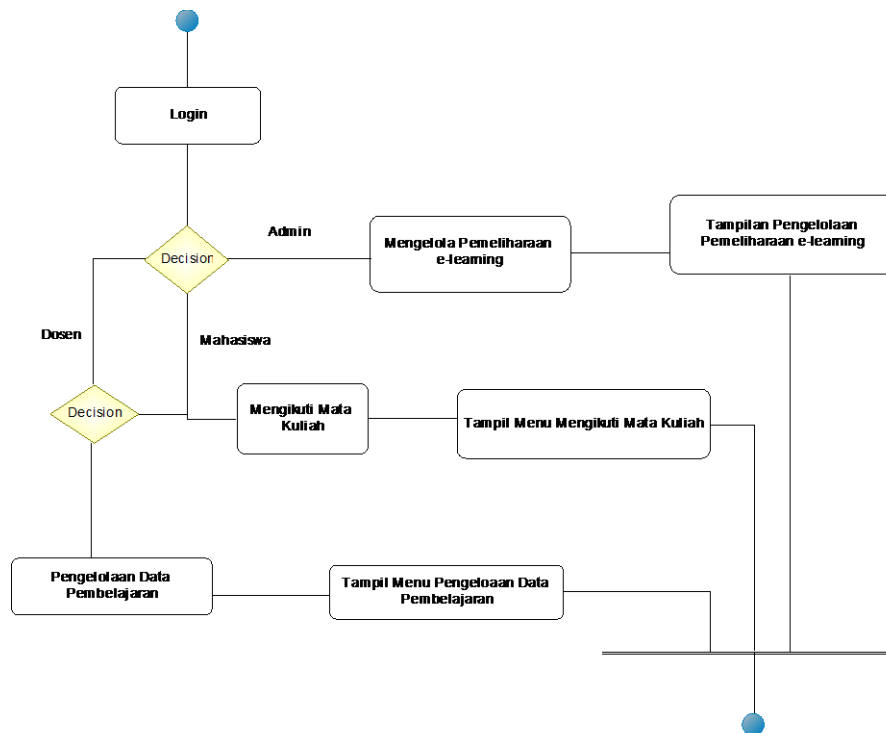 Login
Admin
Decision
Mengelola Pemeliharaan
e-learning
Tampilan Pengelolaan
Pemeliharaan e-learning
Dosen
Mahasiswa
Decision
Mengikuti Mata
Kuliah
Tampil Menu Mengikuti Mata Kuliah
Pengelolaan Data
Pembelajaran
Tampil Menu Pengeloaan Data
Pembelajaran